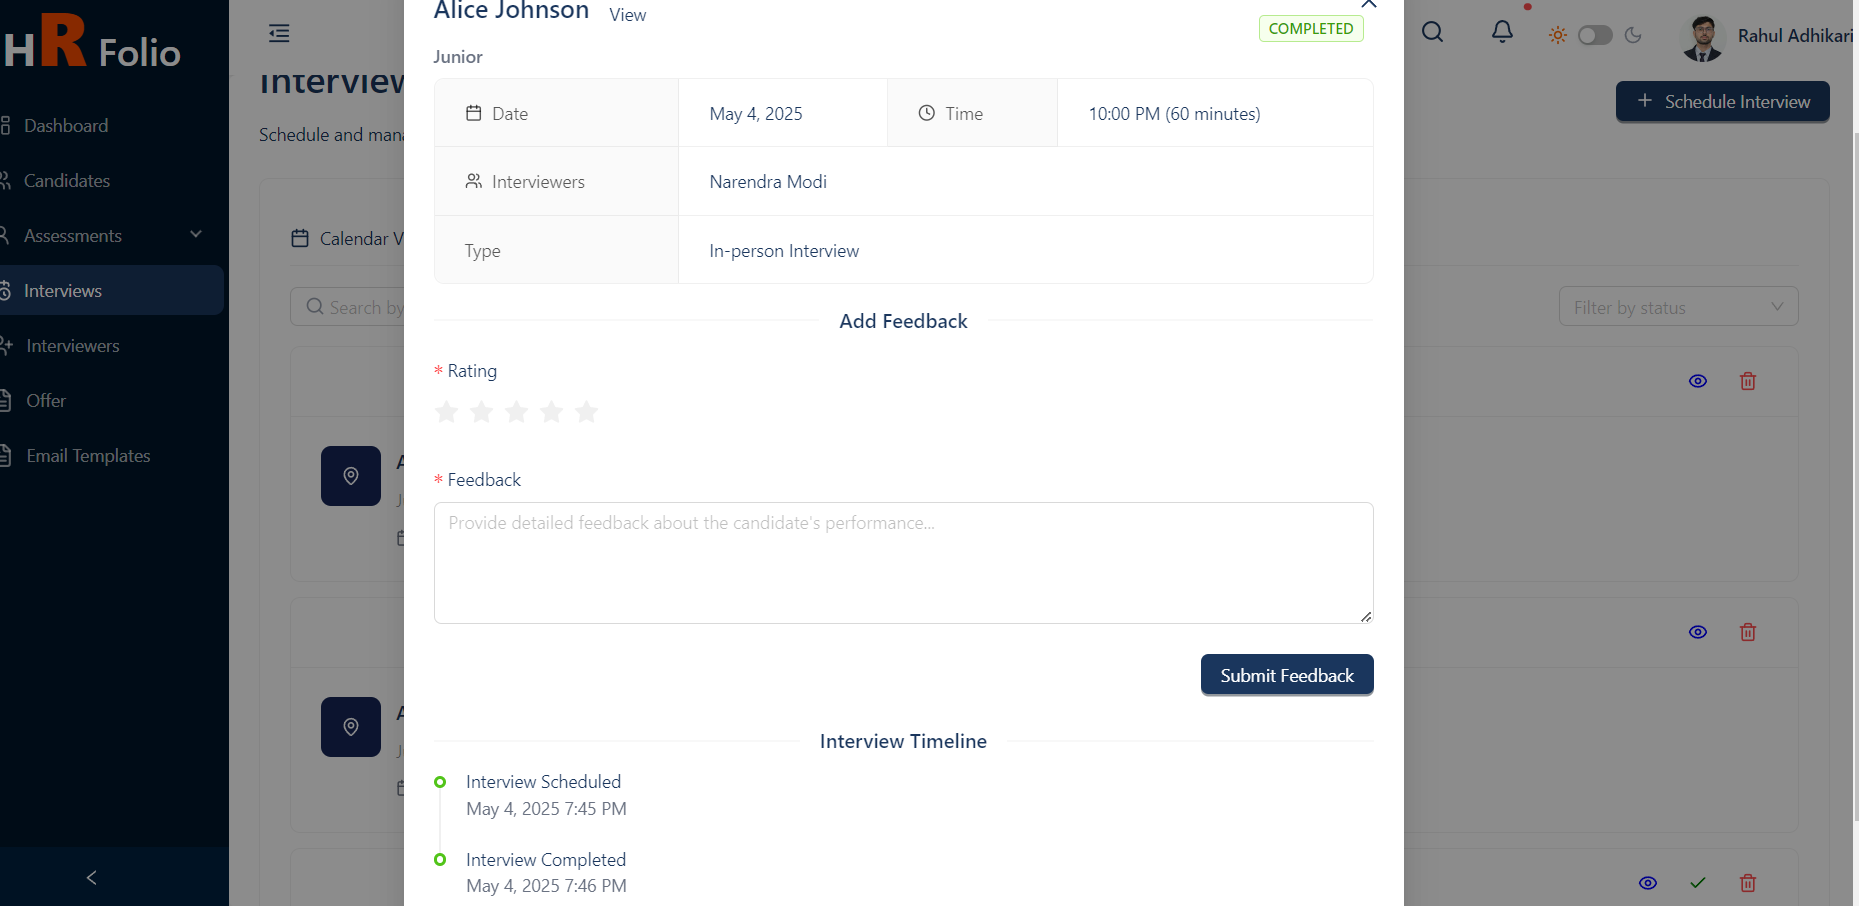 HR Folio
Dashboard
Candidates
Assessments
Interviews
Interviewers
Offer
Email Templates
Interview
Schedule and mana
Calendar V
Search by
Rahul Adhikari
Schedule Interview
Filter by status
Alice Johnson View
COMPLETED
Junior
Date May 4, 2025 Time 10:00 PM (60 minutes)
Interviewers Narendra Modi
Type In-person Interview
Add Feedback
* Rating
* Feedback
Provide detailed feedback about the candidate's performance...
Submit Feedback
Interview Timeline
Interview Scheduled
May 4, 2025 7:45 PM
Interview Completed
May 4, 2025 7:46 PM